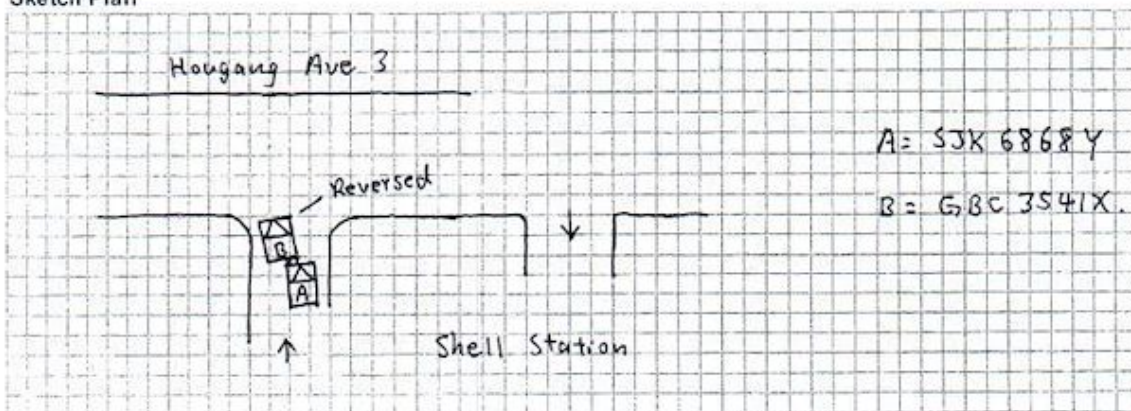 Sketch Plan
Hougang Ave 3
A = SJK 6868Y
Reversed
B = GBC 3541X.
B
A
Shell Station